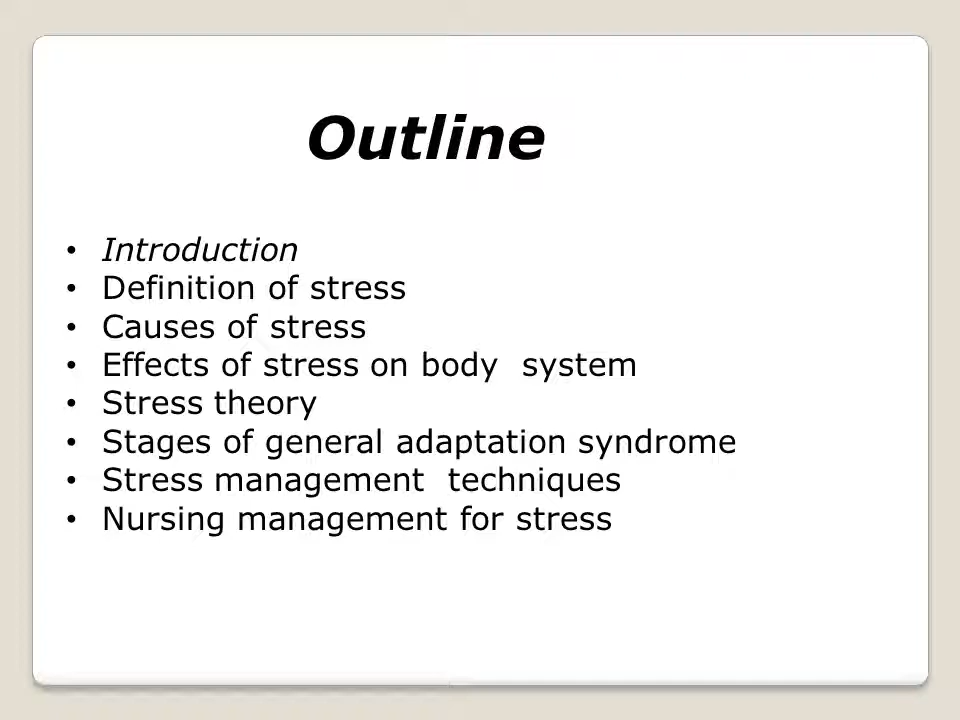 Outline
• Introduction
• Definition of stress
• Causes of stress
• Effects of stress on body  system
• Stress theory
• Stages of general adaptation syndrome
• Stress management  techniques
• Nursing management for stress